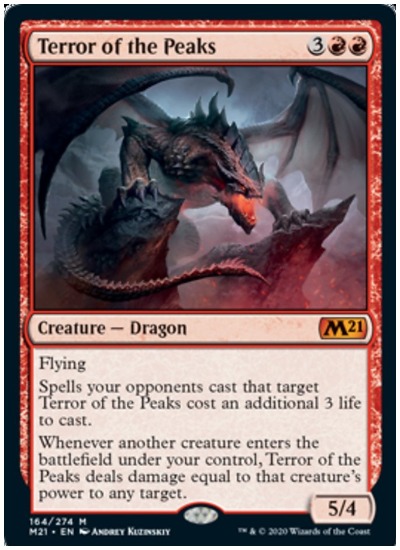 Terror of the Peaks 3
Creature — Dragon M21
Flying
Spells your opponents cast that target
Terror of the Peaks cost an additional 3 life
to cast.
Whenever another creature enters the
battlefield under your control, Terror of the
Peaks deals damage equal to that creature's
power to any target.
5/4
164/274 M
M21 • EN Andrey Kuzinskiy ™ & © 2020 Wizards of the Coast